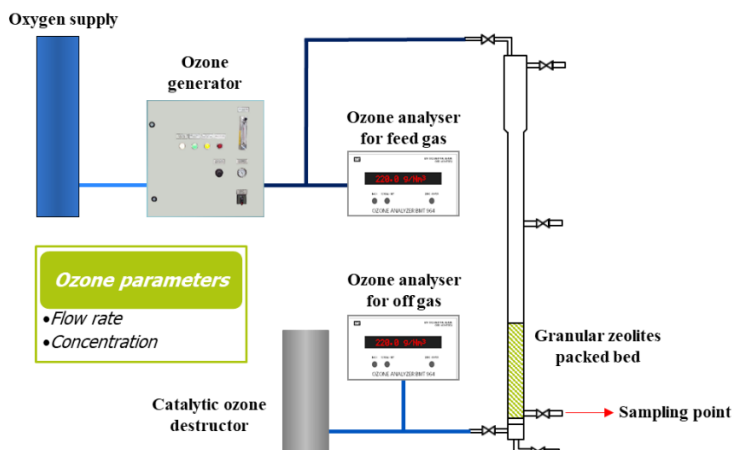 Oxygen supply
Ozone
generator
Ozone analyser
for feed gas
220.0 G/Nm³
OZONE ANALYZER BMT 964
Ozone parameters
•Flow rate
•Concentration
Ozone analyser
for off gas
220.0 G/Nm³
OZONE ANALYZER BMT 964
Granular zeolites
packed bed
Catalytic ozone
destructor
Sampling point